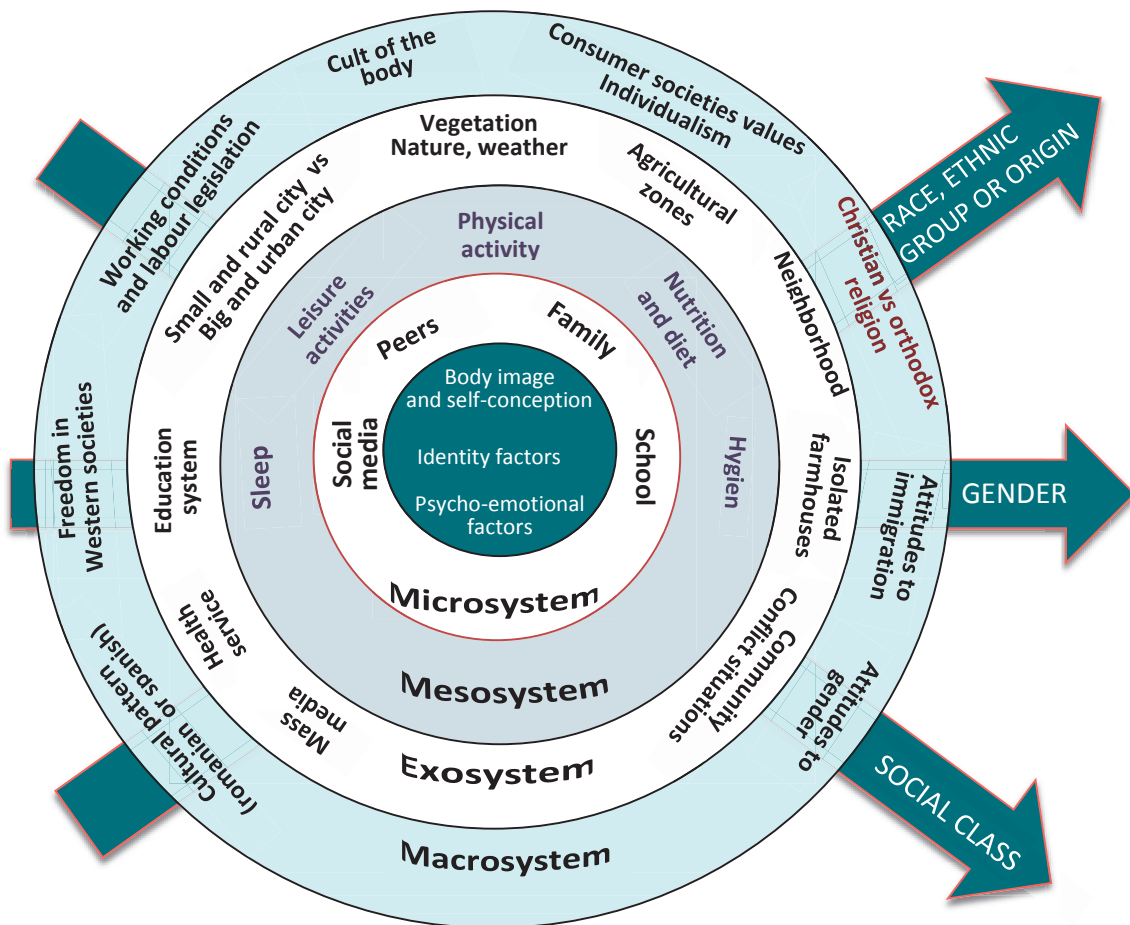 Cult of the
body
Consumer societies values
Individualism
Working conditions
and labour legislation
Vegetation
Nature, weather
Agricultural
zones
Small and rural city vs
Big and urban city
RACE, ETHNIC
GROUP OR ORIGIN
Christian vs orthodox
religion
Physical
activity
Leisure
activities
Nutrition
and diet
Neighborhood
Peers
Family
Body image
and self-conception
Identity factors
Psycho-emotional
factors
Social
media
School
Sleep
Hygien
Education
system
Isolated
farmhouses
Freedom in
Western societies
Attitudes to
immigration
GENDER
Microsystem
Health
service
Community
Conflict situations
Mesosystem
Mass
media
Cultural pattern
(romanian or spanish)
Attitudes to
gender
Exosystem
SOCIAL CLASS
Macrosystem